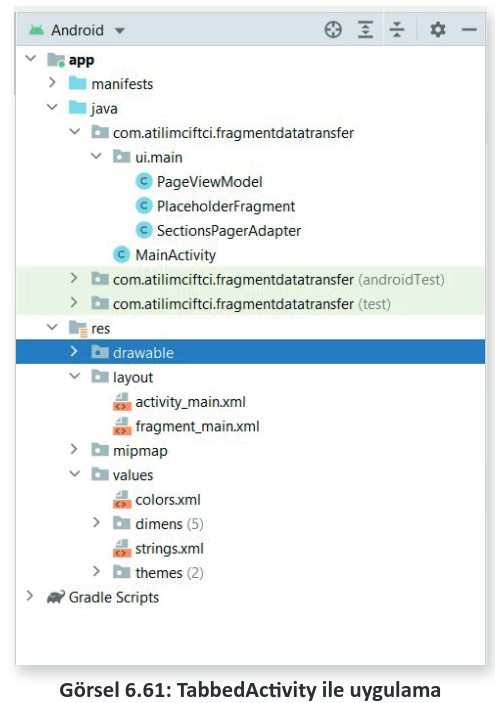 Android
app
manifests
java
com.atilimciftci.fragmentdatatransfer
ui.main
C PageViewModel
C PlaceholderFragment
C SectionsPagerAdapter
C MainActivity
com.atilimciftci.fragmentdatatransfer (androidTest)
com.atilimciftci.fragmentdatatransfer (test)
res
drawable
layout
activity_main.xml
fragment_main.xml
mipmap
values
colors.xml
dimens (5)
strings.xml
themes (2)
Gradle Scripts
Görsel 6.61: TabbedActivity ile uygulama